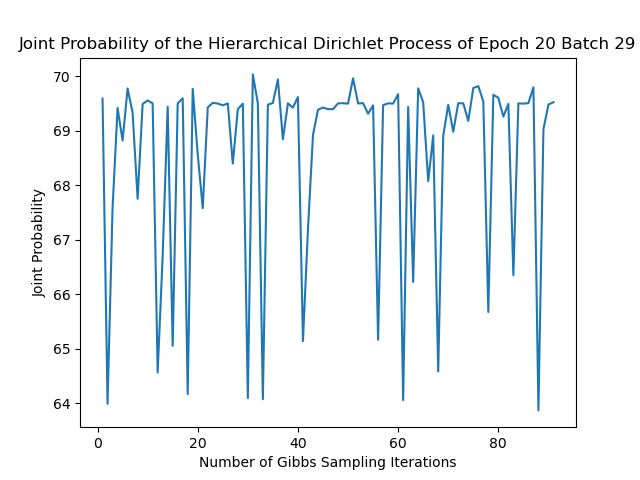 Joint Probability of the Hierarchical Dirichlet Process of Epoch 20 Batch 29
70
69
68
67
66
65
64
Joint Probability
0 20 40 60 80
Number of Gibbs Sampling Iterations